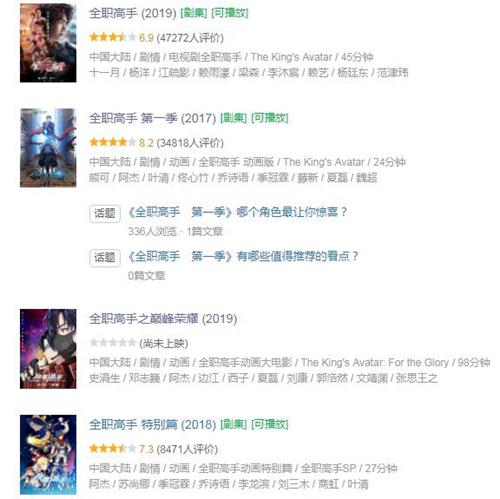 全职高手 (2019) [剧集] [可播放]
6.9 (47272人评价)
中国大陆 / 剧情 / 电视剧全职高手 / The King's Avatar / 45分钟
十一月 / 杨洋 / 江疏影 / 赖雨濛 / 梁森 / 李沐宸 / 赖艺 / 杨廷东 / 范津玮
全职高手 第一季 (2017) [剧集] [可播放]
8.2 (34818人评价)
中国大陆 / 剧情 / 动画 / 全职高手 动画版 / The King's Avatar / 24分钟
熊可 / 阿杰 / 叶清 / 佟心竹 / 乔诗语 / 季冠霖 / 藤新 / 夏磊 / 魏超
话题 《全职高手 第一季》哪个角色最让你惊喜？
336人浏览 · 1篇文章
话题 《全职高手 第一季》有哪些值得推荐的看点？
0篇文章
全职高手之巅峰荣耀 (2019)
(尚未上映)
中国大陆 / 剧情 / 动画 / 全职高手动画大电影 / The King's Avatar: For the Glory / 98分钟
史涓生 / 邓志巍 / 阿杰 / 边江 / 西子 / 夏磊 / 刘康 / 郭浩然 / 文靖渊 / 张思王之
全职高手 特别篇 (2018) [剧集] [可播放]
7.3 (8471人评价)
中国大陆 / 剧情 / 动画 / 全职高手动画特别篇 / 全职高手SP / 27分钟
阿杰 / 苏尚卿 / 季冠霖 / 乔诗语 / 李龙滨 / 刘三木 / 商虹 / 叶清